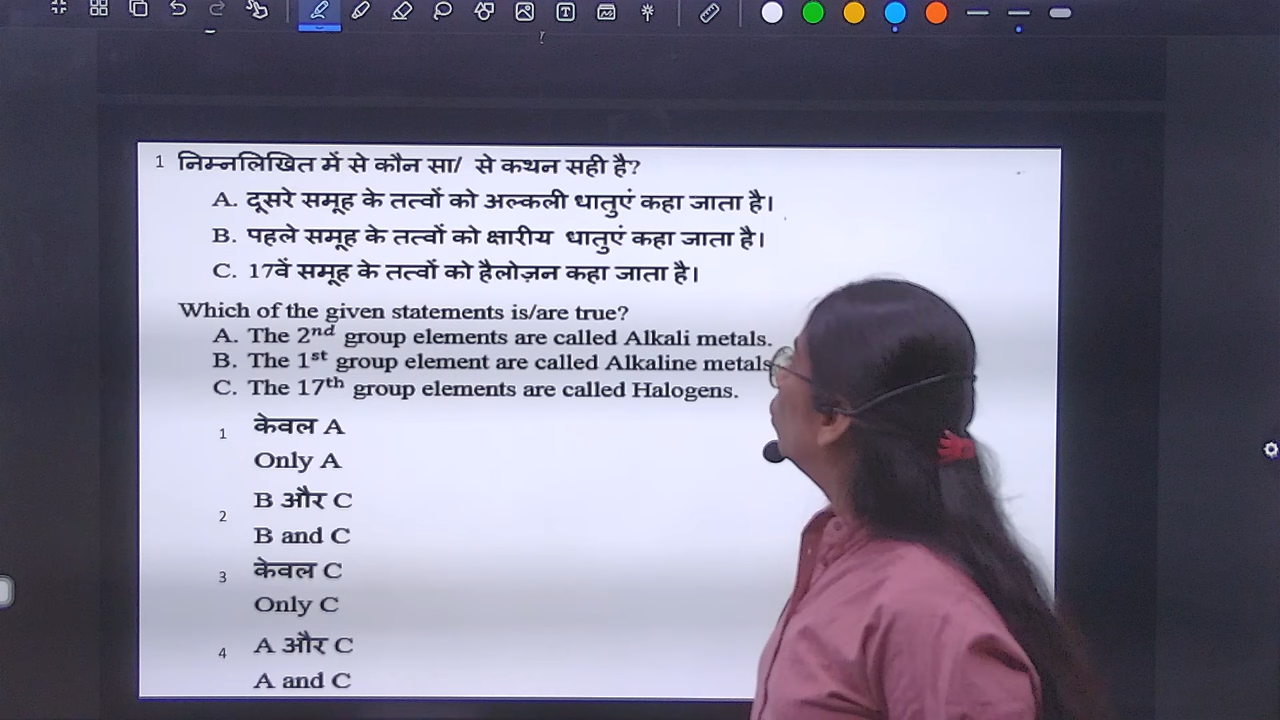 1 निम्नलिखित में से कौन सा/ से कथन सही है?
A. दूसरे समूह के तत्वों को अल्कली धातुएं कहा जाता है।
B. पहले समूह के तत्वों को क्षारीय धातुएं कहा जाता है।
C. 17वें समूह के तत्वों को हैलोज़न कहा जाता है।
Which of the given statements is/are true?
A. The 2nd group elements are called Alkali metals.
B. The 1st group element are called Alkaline metals
C. The 17th group elements are called Halogens.
1 केवल A
Only A
2 B और C
B and C
3 केवल C
Only C
4 A और C
A and C